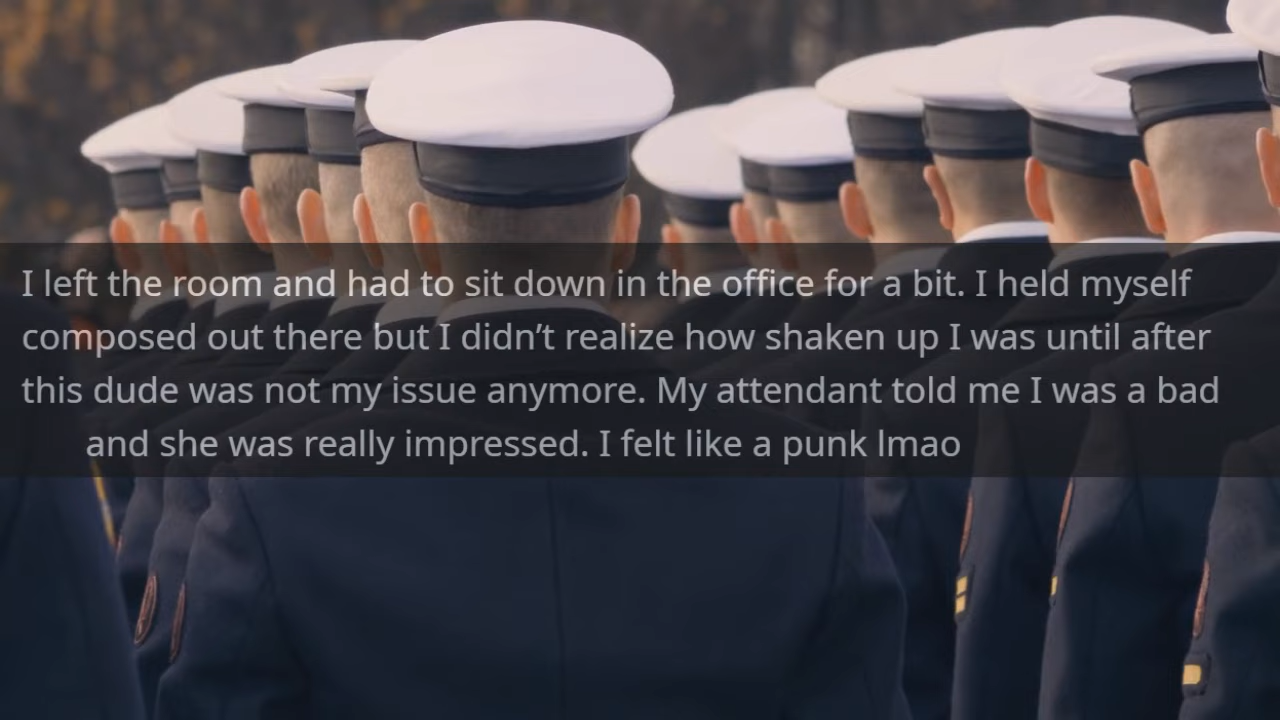 I left the room and had to sit down in the office for a bit. I held myself
composed out there but I didn’t realize how shaken up I was until after
this dude was not my issue anymore. My attendant told me I was a bad
and she was really impressed. I felt like a punk lmao